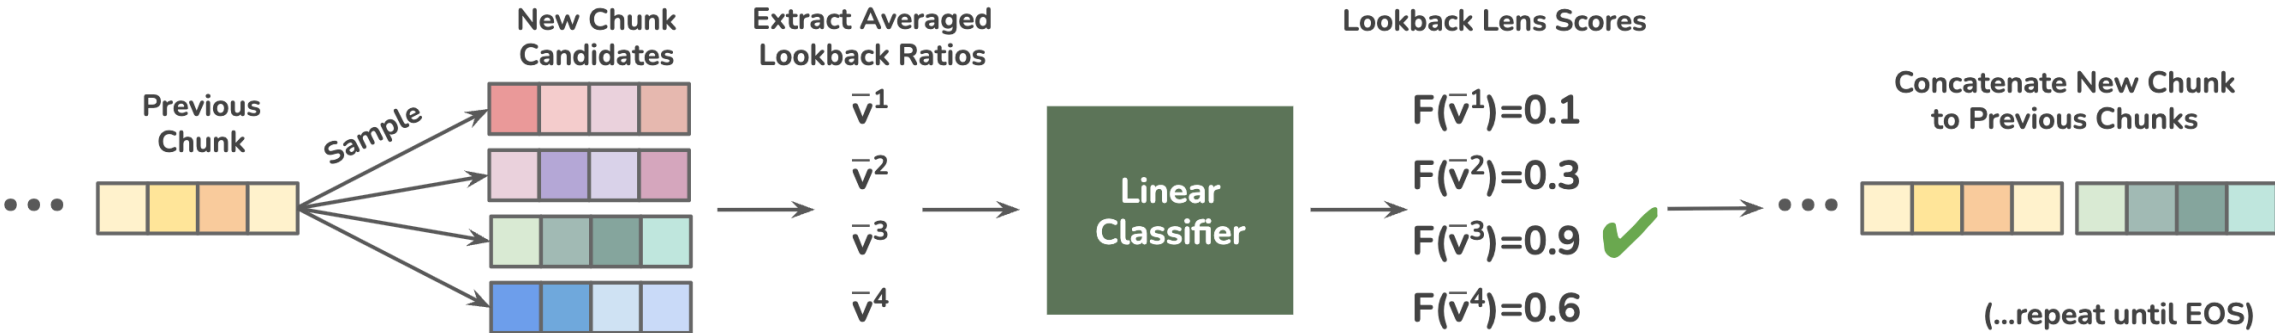 Previous
Chunk
Sample
New Chunk
Candidates
Extract Averaged
Lookback Ratios
v̅¹
v̅²
v̅³
v̅⁴
Linear
Classifier
Lookback Lens Scores
F(v̅¹)=0.1
F(v̅²)=0.3
F(v̅³)=0.9
F(v̅⁴)=0.6
Concatenate New Chunk
to Previous Chunks
(...repeat until EOS)